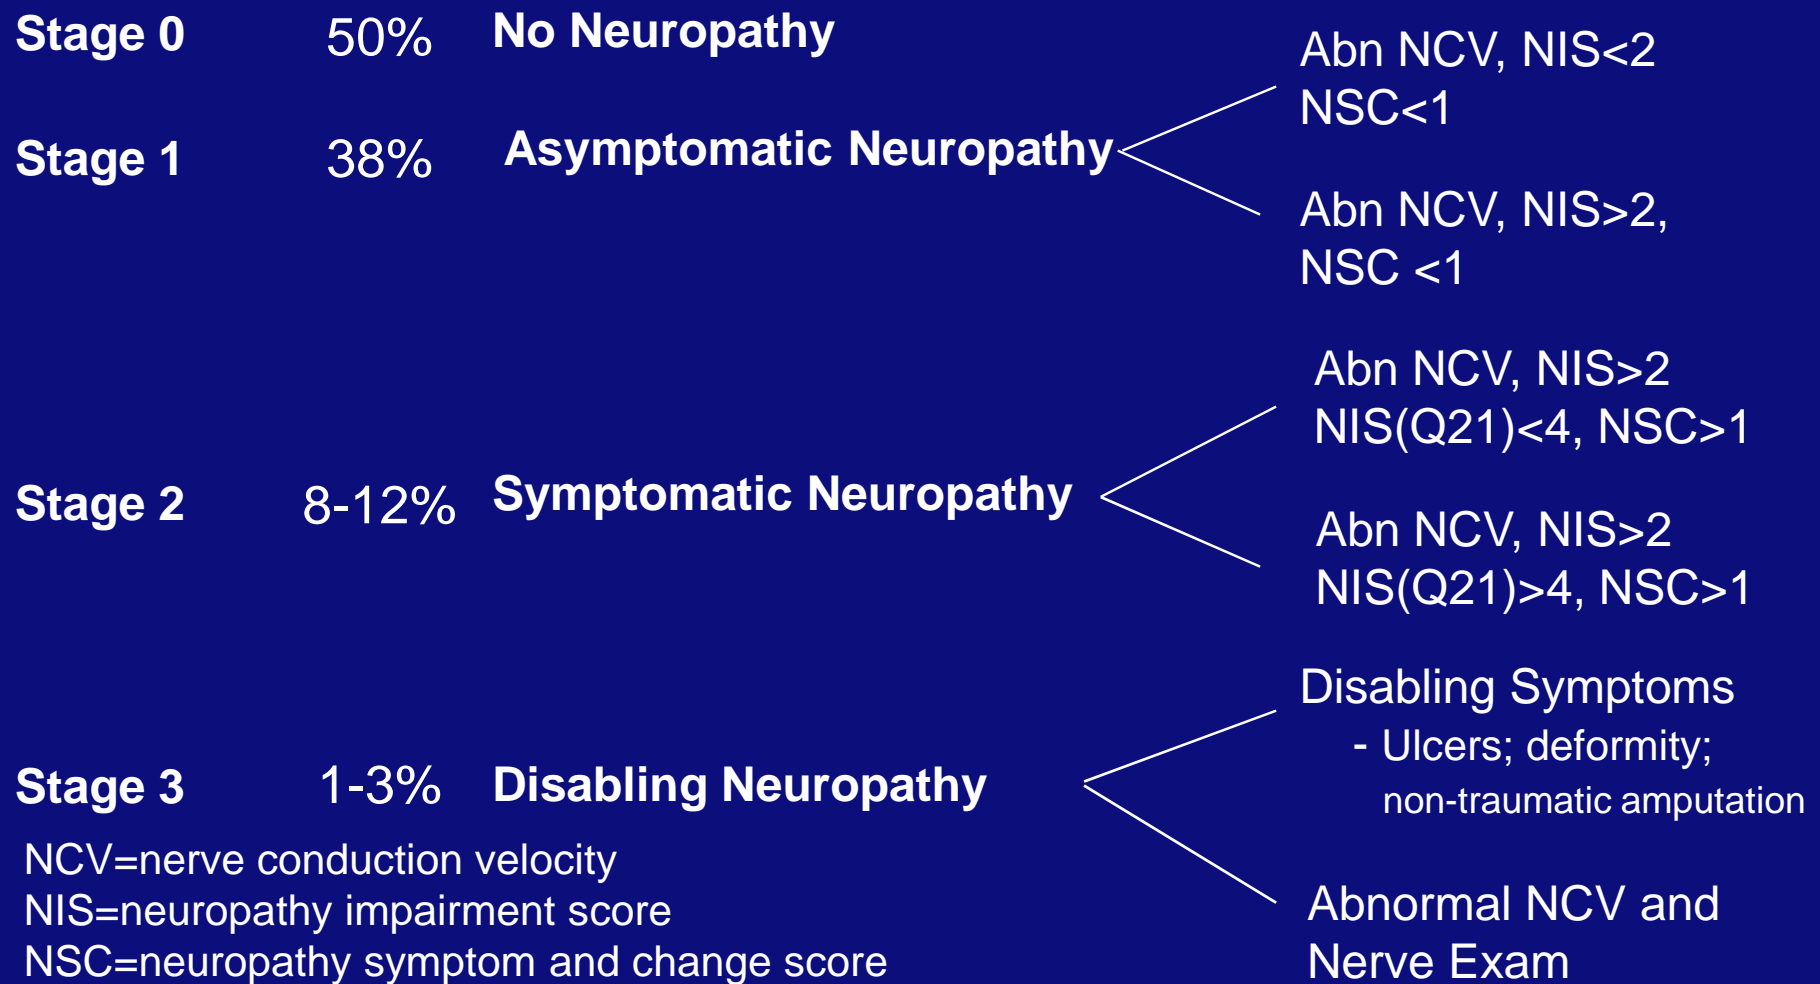 Stage 0 50% No Neuropathy
Abn NCV, NIS<2
NSC<1
Stage 1 38% Asymptomatic Neuropathy
Abn NCV, NIS>2,
NSC <1
Abn NCV, NIS>2
NIS(Q21)<4, NSC>1
Stage 2 8-12% Symptomatic Neuropathy
Abn NCV, NIS>2
NIS(Q21)>4, NSC>1
Disabling Symptoms
- Ulcers; deformity;
non-traumatic amputation
Stage 3 1-3% Disabling Neuropathy
Abnormal NCV and
Nerve Exam
NCV=nerve conduction velocity
NIS=neuropathy impairment score
NSC=neuropathy symptom and change score